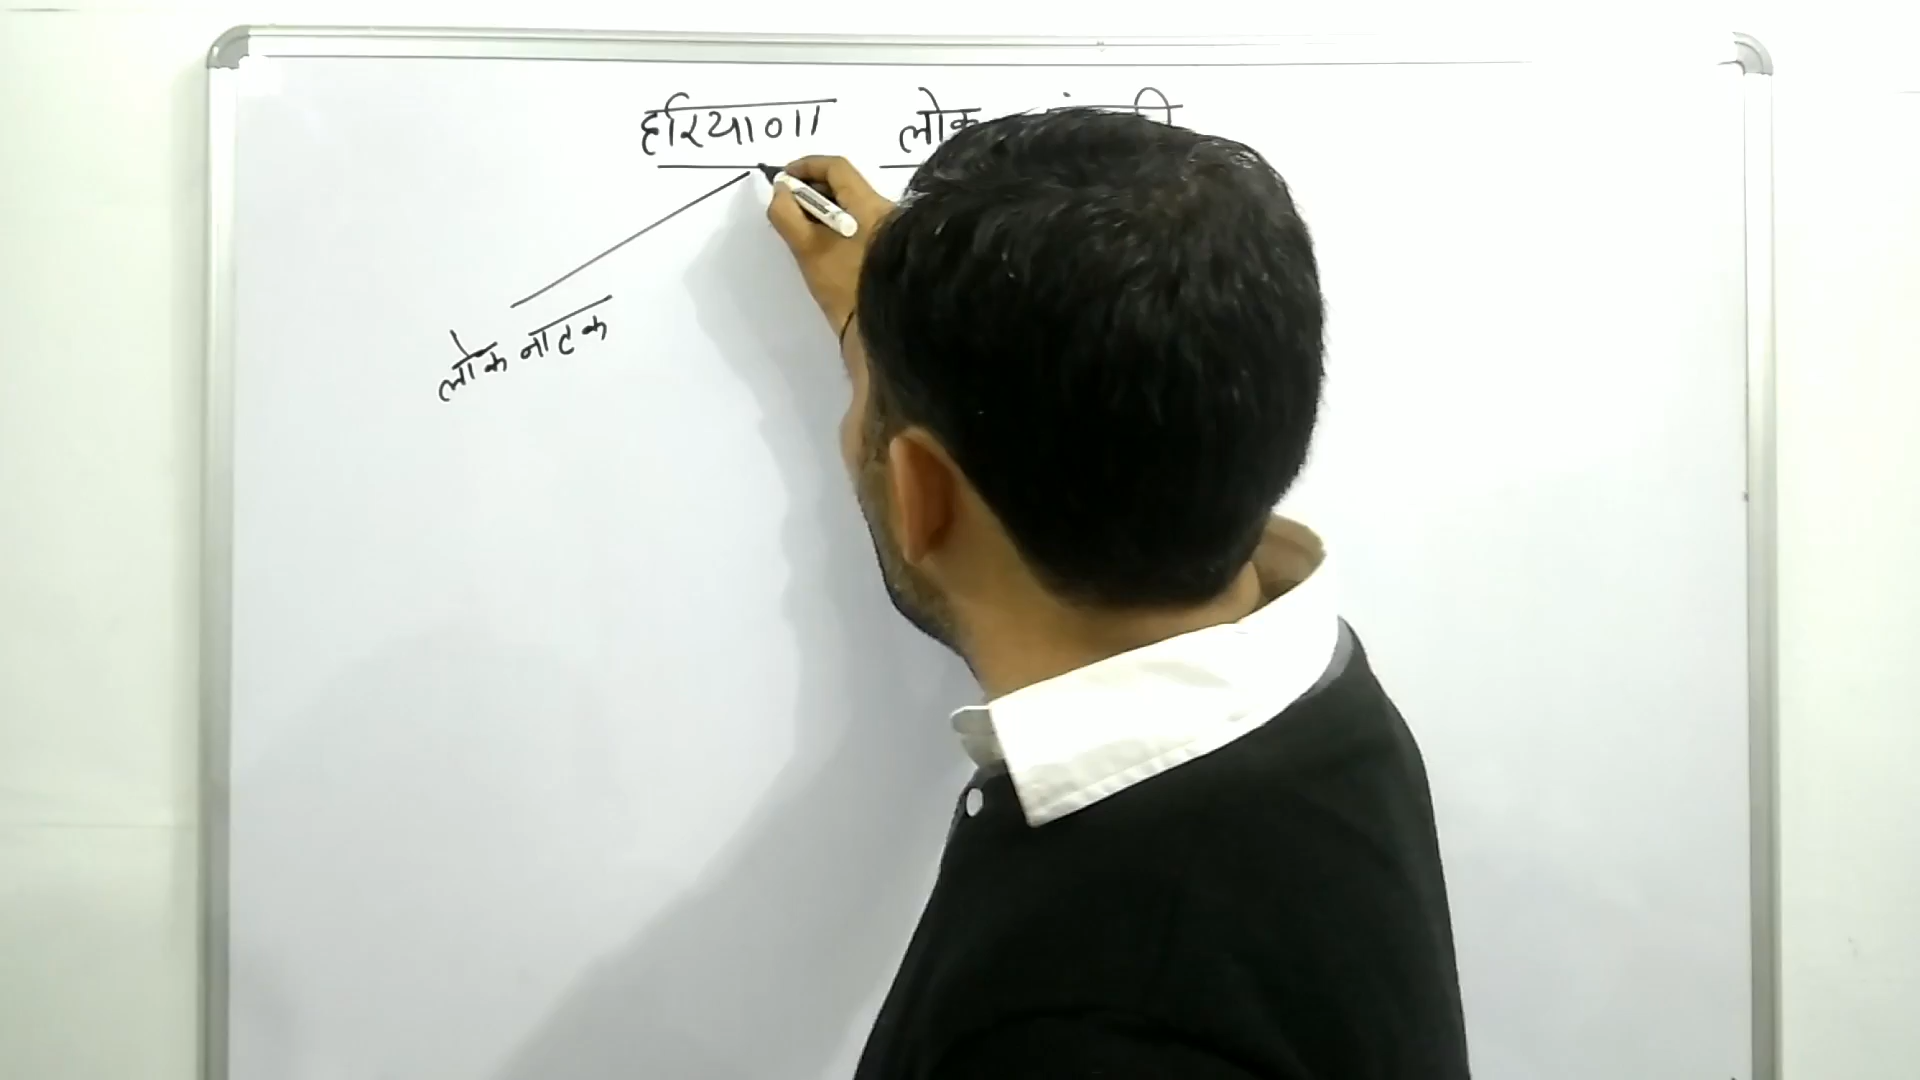 हरियाणा लोक
लोक नाटक